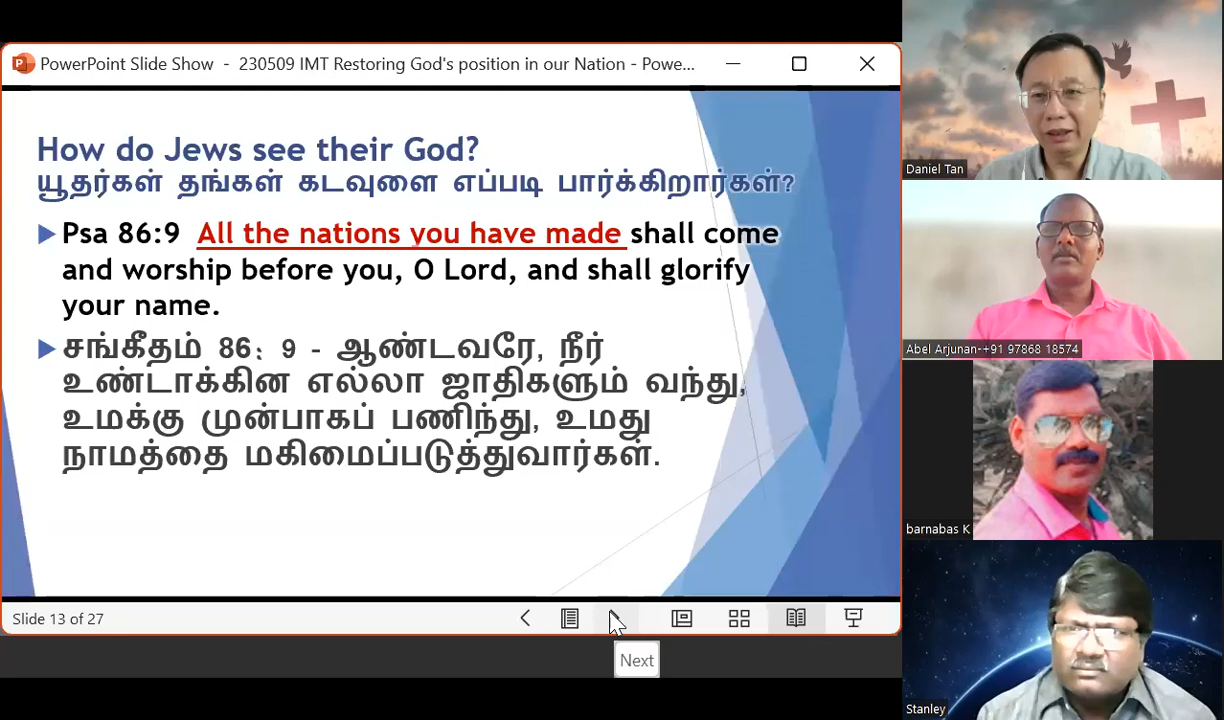 PowerPoint Slide Show - 230509 IMT Restoring God's position in our Nation - Powe...
How do Jews see their God?
யூதர்கள் தங்கள் கடவுளை எப்படி பார்க்கிறார்கள்?
Psa 86:9 All the nations you have made shall come
and worship before you, O Lord, and shall glorify
your name.
சங்கீதம் 86: 9 - ஆண்டவரே, நீர்
உண்டாக்கின எல்லா ஜாதிகளும் வந்து,
உமக்கு முன்பாகப் பணிந்து, உமது
நாமத்தை மகிமைப்படுத்துவார்கள்.
Slide 13 of 27
Next
Daniel Tan
Abel Arjunan-+91 97868 18574
barnabas K
Stanley